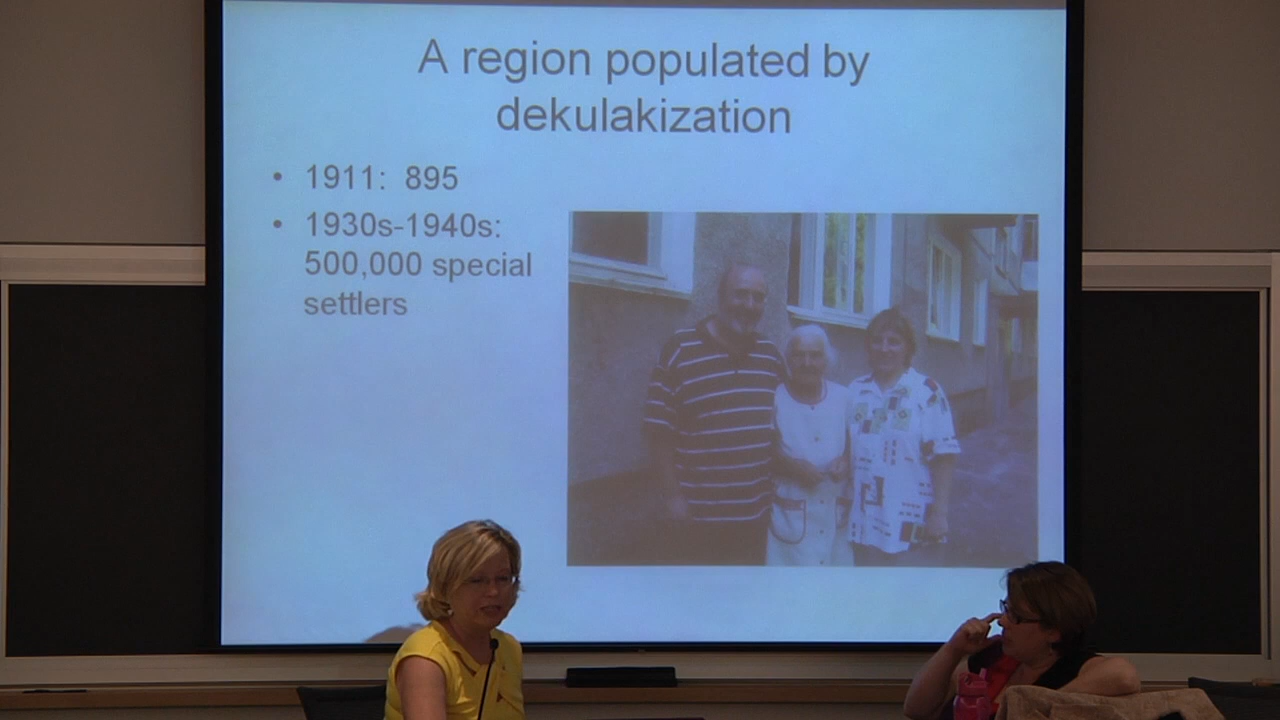 A region populated by
dekulakization
• 1911: 895
• 1930s-1940s:
500,000 special
settlers